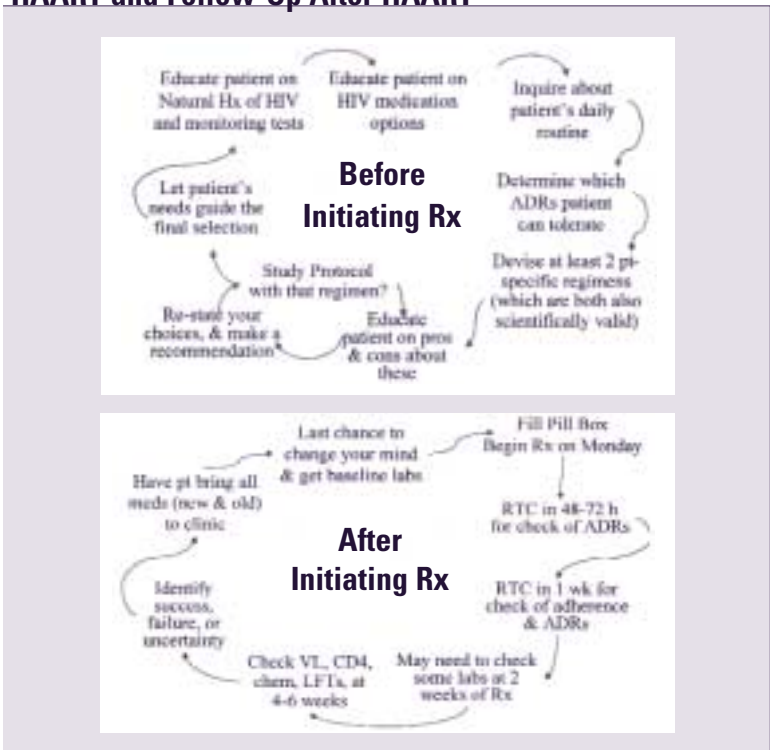 HAART and Follow-Up After HAART
Educate patient on
Natural Hx of HIV
and monitoring tests
Educate patient on
HIV medication
options
Inquire about
patient's daily
routine
Determine which
ADRs patient
can tolerate
Devise at least 2 pt-
specific regimens
(which are both also
scientifically valid)
Educate
patient on pros
& cons about
these
Study Protocol
with that regimen?
Re-state your
choices, & make a
recommendation
Let patient's
needs guide the
final selection
Before
Initiating Rx
Last chance to
change your mind
& get baseline labs
Fill Pill Box
Begin Rx on Monday
RTC in 48-72 h
for check of ADRs
RTC in 1 wk for
check of adherence
& ADRs
May need to check
some labs at 2
weeks of Rx
Check VL, CD4,
chem, LFTs, at
4-6 weeks
Identify
success,
failure, or
uncertainty
Have pt bring all
meds (new & old)
to clinic
After
Initiating Rx